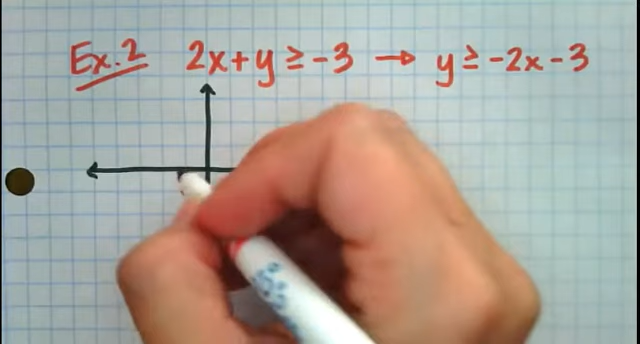 Ex.2 2x+y ≥ -3 → y ≥ -2x-3